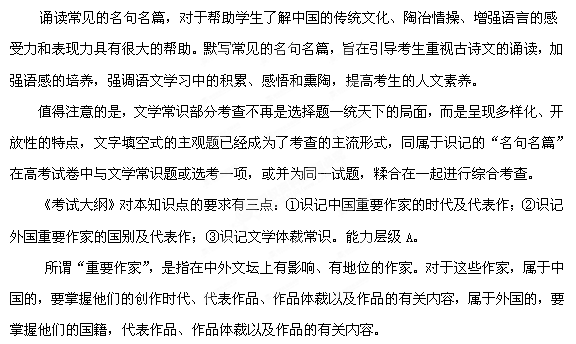 诵读常见的名句名篇，对于帮助学生了解中国的传统文化、陶冶情操、增强语言的感
受力和表现力具有很大的帮助。默写常见的名句名篇，旨在引导考生重视古诗文的诵读，加
强语感的培养，强调语文学习中的积累、感悟和熏陶，提高考生的人文素养。
值得注意的是，文学常识部分考查不再是选择题一统天下的局面，而是呈现多样化、开
放性的特点，文字填空式的主观题已经成为了考查的主流形式，同属于识记的“名句名篇”
在高考试卷中与文学常识题或选考一项，或并为同一试题，糅合在一起进行综合考查。
《考试大纲》对本知识点的要求有三点：①识记中国重要作家的时代及代表作；②识记
外国重要作家的国别及代表作；③识记文学体裁常识。能力层级 A。
所谓“重要作家”，是指在中外文坛上有影响、有地位的作家。对于这些作家，属于中
国的，要掌握他们的创作时代、代表作品、作品体裁以及作品的有关内容，属于外国的，要
掌握他们的国籍，代表作品、作品体裁以及作品的有关内容。